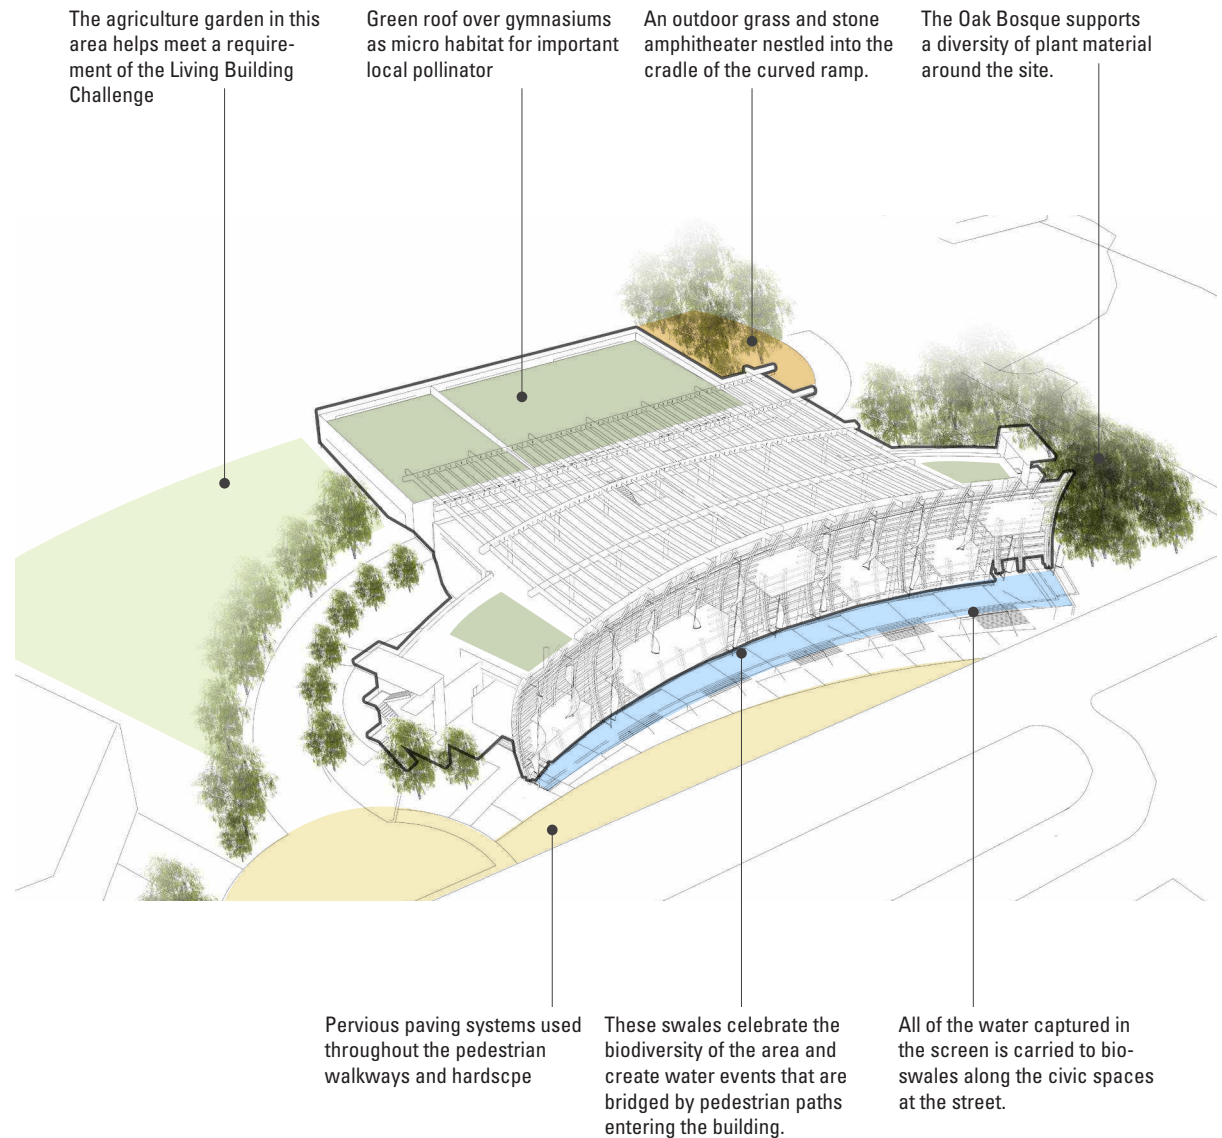 The agriculture garden in this
area helps meet a require-
ment of the Living Building
Challenge
Green roof over gymnasiums
as micro habitat for important
local pollinator
An outdoor grass and stone
amphitheater nestled into the
cradle of the curved ramp.
The Oak Bosque supports
a diversity of plant material
around the site.
Pervious paving systems used
throughout the pedestrian
walkways and hardscpe
These swales celebrate the
biodiversity of the area and
create water events that are
bridged by pedestrian paths
entering the building.
All of the water captured in
the screen is carried to bio-
swales along the civic spaces
at the street.